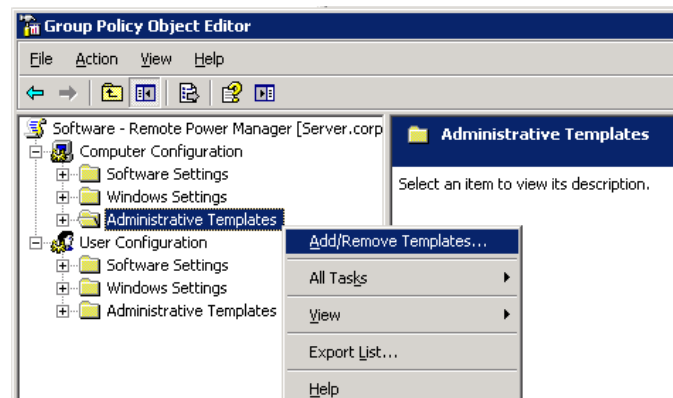 Group Policy Object Editor
File Action View Help
Software - Remote Power Manager [Server.corp
Computer Configuration
Software Settings
Windows Settings
Administrative Templates
User Configuration
Software Settings
Windows Settings
Administrative Templates
Administrative Templates
Select an item to view its description.
Add/Remove Templates...
All Tasks
View
Export List...
Help